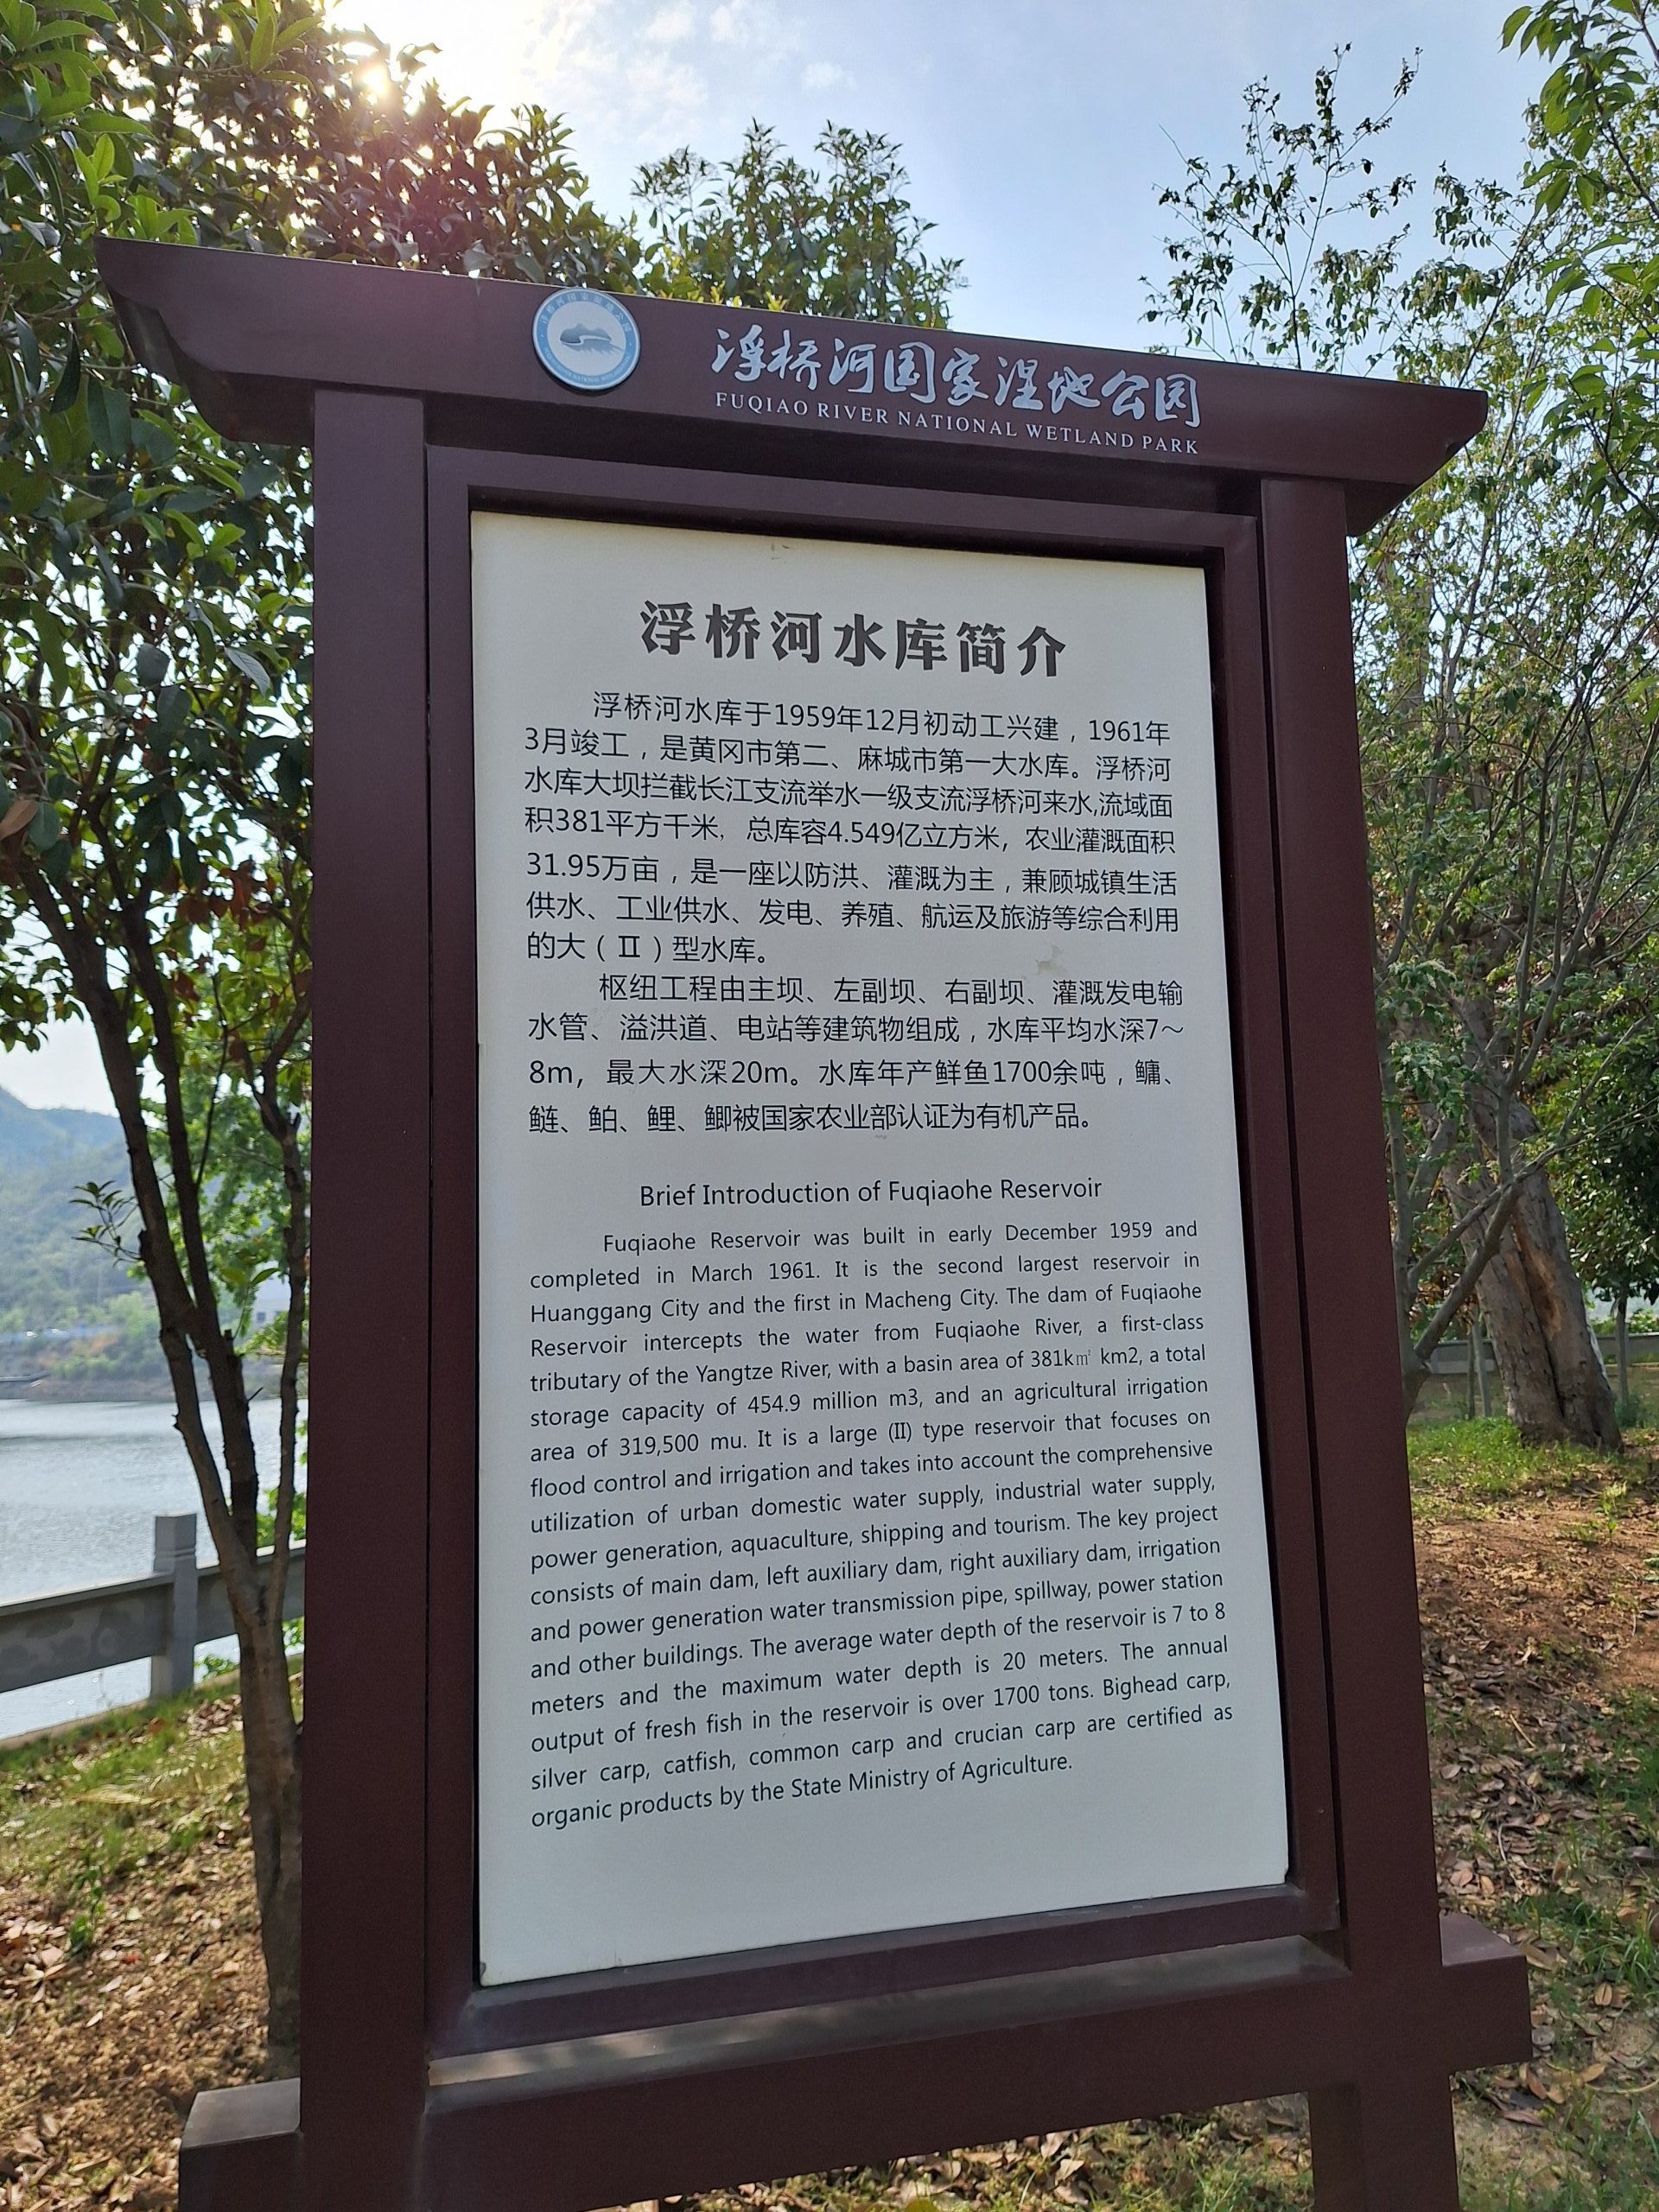 浮桥河国家湿地公园
FUQIAO RIVER NATIONAL WETLAND PARK
浮桥河水库简介
浮桥河水库于1959年12月初动工兴建，1961年
3月竣工，是黄冈市第二、麻城市第一大水库。浮桥河
水库大坝拦截长江支流举水一级支流浮桥河来水,流域面
积381平方千米，总库容4.549亿立方米，农业灌溉面积
31.95万亩，是一座以防洪、灌溉为主，兼顾城镇生活
供水、工业供水、发电、养殖、航运及旅游等综合利用
的大（Ⅱ）型水库。
枢纽工程由主坝、左副坝、右副坝、灌溉发电输
水管、溢洪道、电站等建筑物组成，水库平均水深7～
8m，最大水深20m。水库年产鲜鱼1700余吨，鳙、
鲢、鲌、鲤、鲫被国家农业部认证为有机产品。
Brief Introduction of Fuqiaohe Reservoir
Fuqiaohe Reservoir was built in early December 1959 and
completed in March 1961. It is the second largest reservoir in
Huanggang City and the first in Macheng City. The dam of Fuqiaohe
Reservoir intercepts the water from Fuqiaohe River, a first-class
tributary of the Yangtze River, with a basin area of 381k㎡ km2, a total
storage capacity of 454.9 million m3, and an agricultural irrigation
area of 319,500 mu. It is a large (II) type reservoir that focuses on
flood control and irrigation and takes into account the comprehensive
utilization of urban domestic water supply, industrial water supply,
power generation, aquaculture, shipping and tourism. The key project
consists of main dam, left auxiliary dam, right auxiliary dam, irrigation
and power generation water transmission pipe, spillway, power station
and other buildings. The average water depth of the reservoir is 7 to 8
meters and the maximum water depth is 20 meters. The annual
output of fresh fish in the reservoir is over 1700 tons. Bighead carp,
silver carp, catfish, common carp and crucian carp are certified as
organic products by the State Ministry of Agriculture.